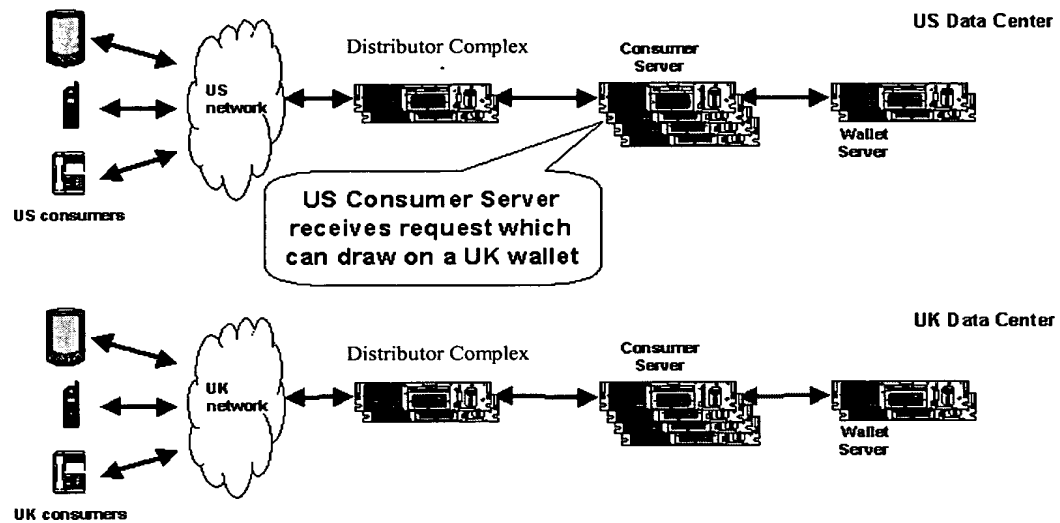 US Data Center
Distributor Complex
Consumer
Server
US
network
Wallet
Server
US consumers
US Consumer Server
receives request which
can draw on a UK wallet
UK Data Center
Distributor Complex
Consumer
Server
UK
network
Wallet
Server
UK consumers